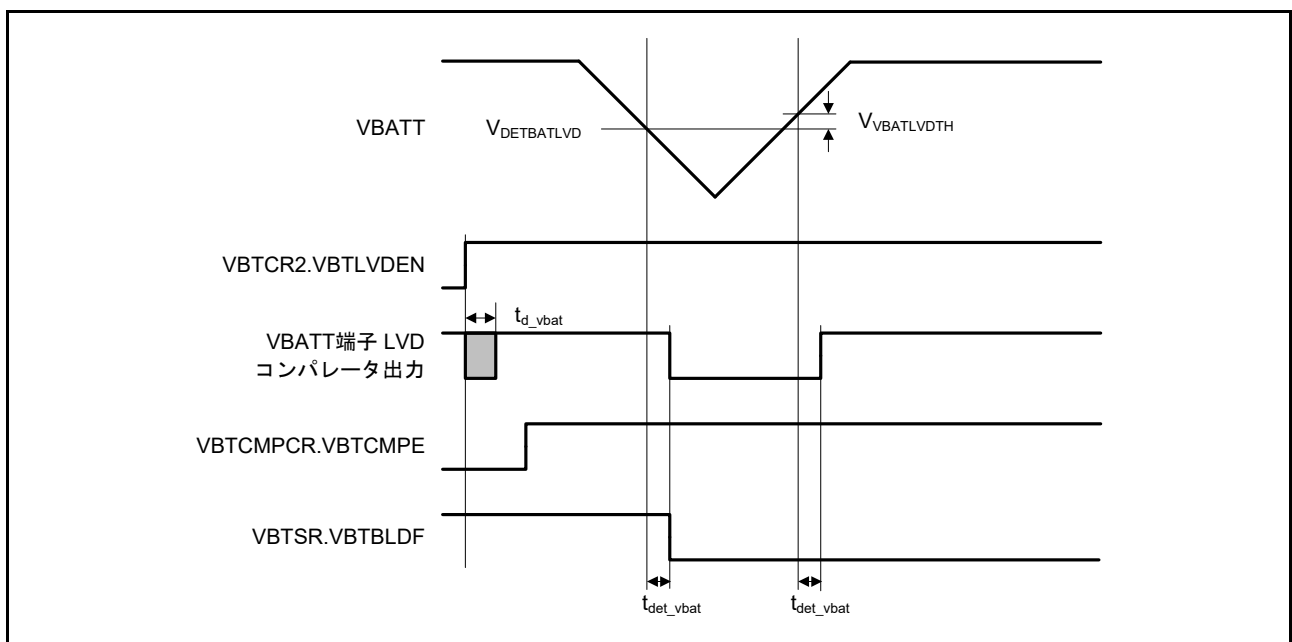 VBATT
VDETBATLVD
VVBATLVDTH
VBTCR2.VBTLVDEN
td_vbat
VBATT端子 LVD
コンパレータ出力
VBTCMPCR.VBTCMPE
VBTSR.VBTBLDF
tdet_vbat
tdet_vbat